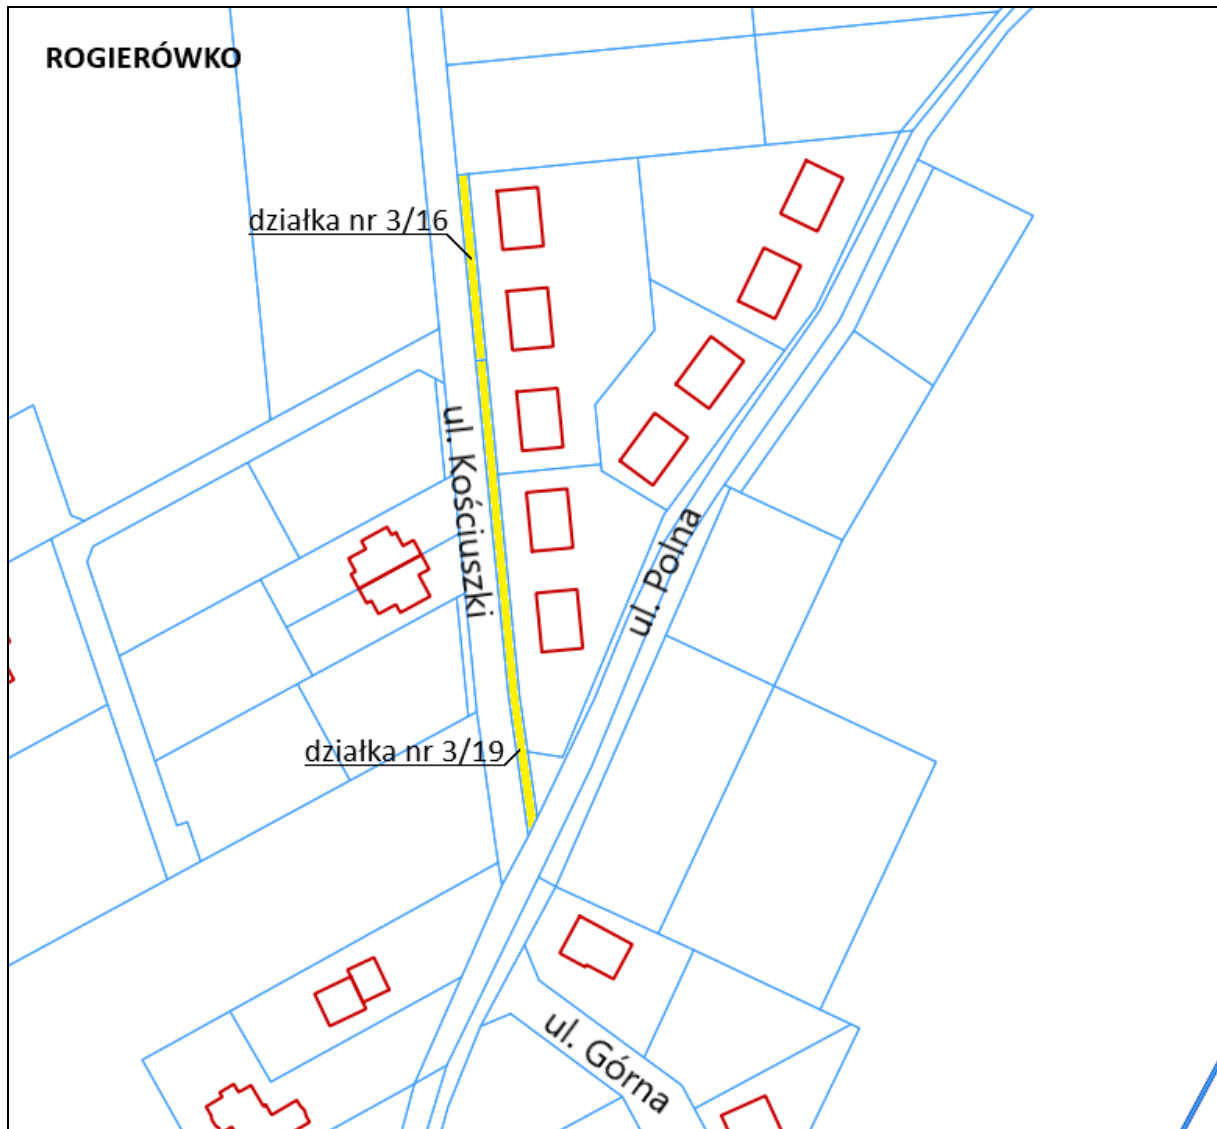 ROGIERÓWKO
działka nr 3/16
ul. Kościuszki
ul. Polna
działka nr 3/19
ul. Górna